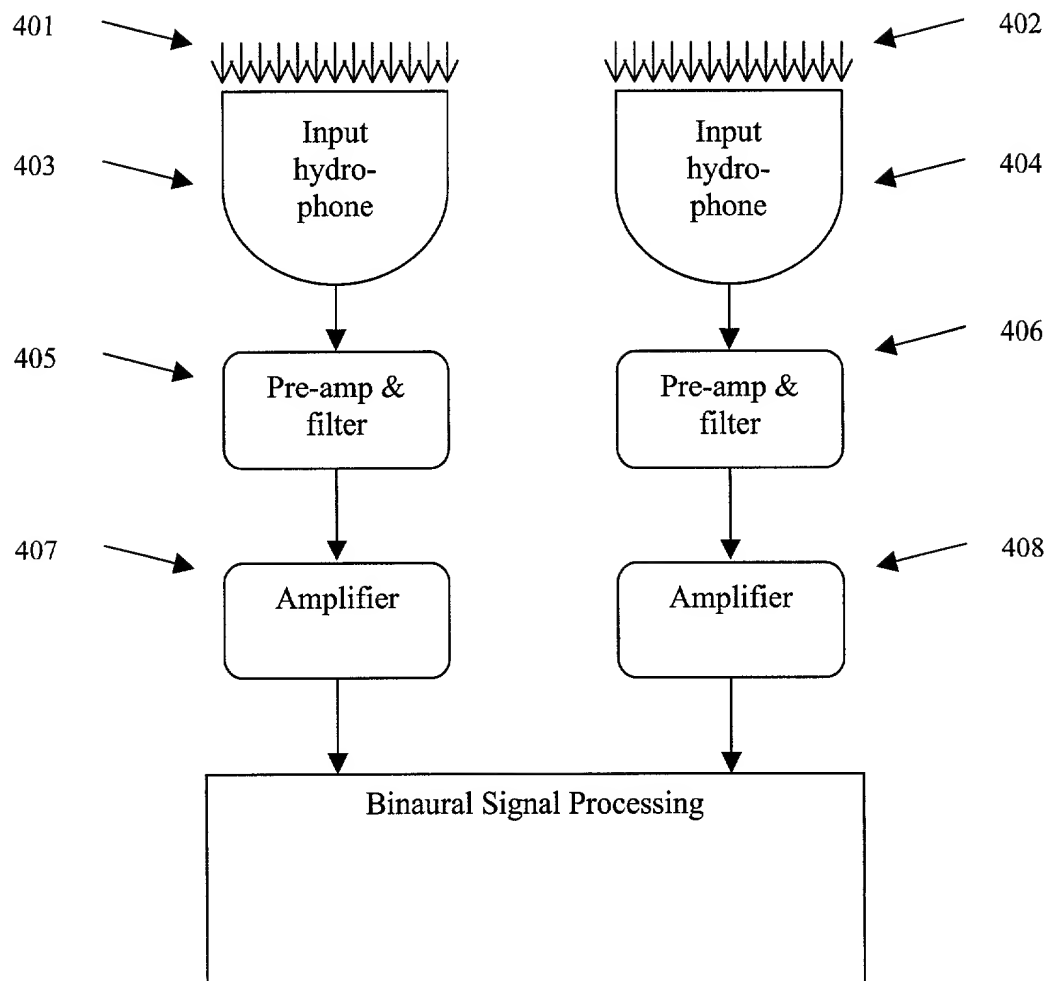 401
402
Input
hydro-
phone
Input
hydro-
phone
403
404
405
406
Pre-amp &
filter
Pre-amp &
filter
407
408
Amplifier
Amplifier
Binaural Signal Processing